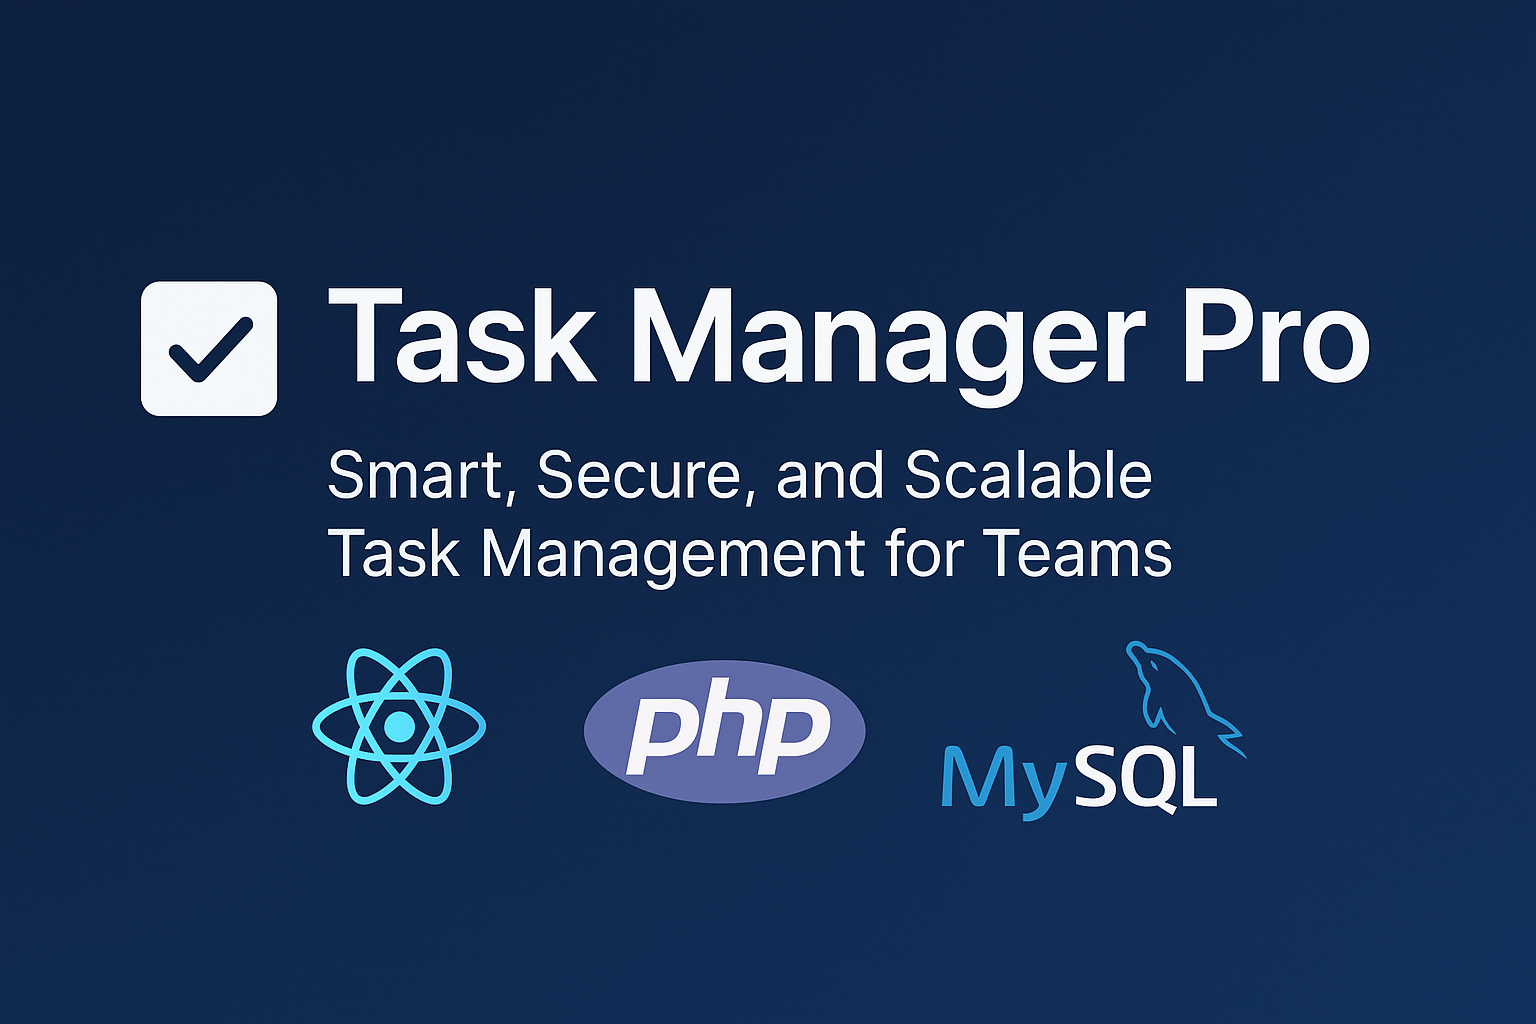 Task Manager Pro
Smart, Secure, and Scalable
Task Management for Teams
php
MySQL